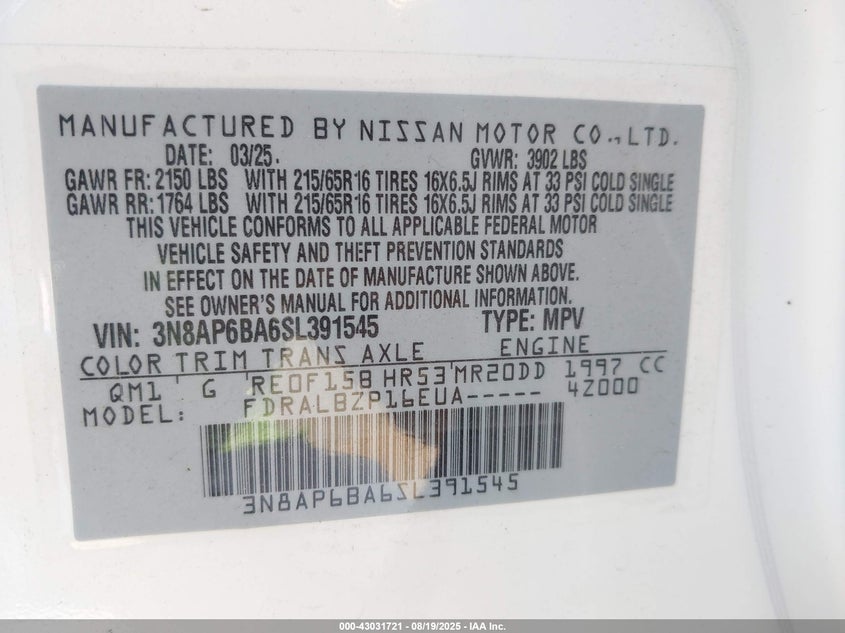 MANUFACTURED BY NISSAN MOTOR CO.,LTD.
DATE: 03/25. GVWR: 3902 LBS
GAWR FR: 2150 LBS WITH 215/65R16 TIRES 16X6.5J RIMS AT 33 PSI COLD SINGLE
GAWR RR: 1764 LBS WITH 215/65R16 TIRES 16X6.5J RIMS AT 33 PSI COLD SINGLE
THIS VEHICLE CONFORMS TO ALL APPLICABLE FEDERAL MOTOR
VEHICLE SAFETY AND THEFT PREVENTION STANDARDS
IN EFFECT ON THE DATE OF MANUFACTURE SHOWN ABOVE.
SEE OWNER'S MANUAL FOR ADDITIONAL INFORMATION.
VIN: 3N8AP6BA6SL391545 TYPE: MPV
COLOR TRIM TRANS AXLE ENGINE
QM1 G RE0F15B HR53 MR20DD 1997 CC
MODEL: FDRALBZP16EUA----- 4Z000
3N8AP6BA6SL391545
000-43031721 | 08/19/2025 | IAA Inc.